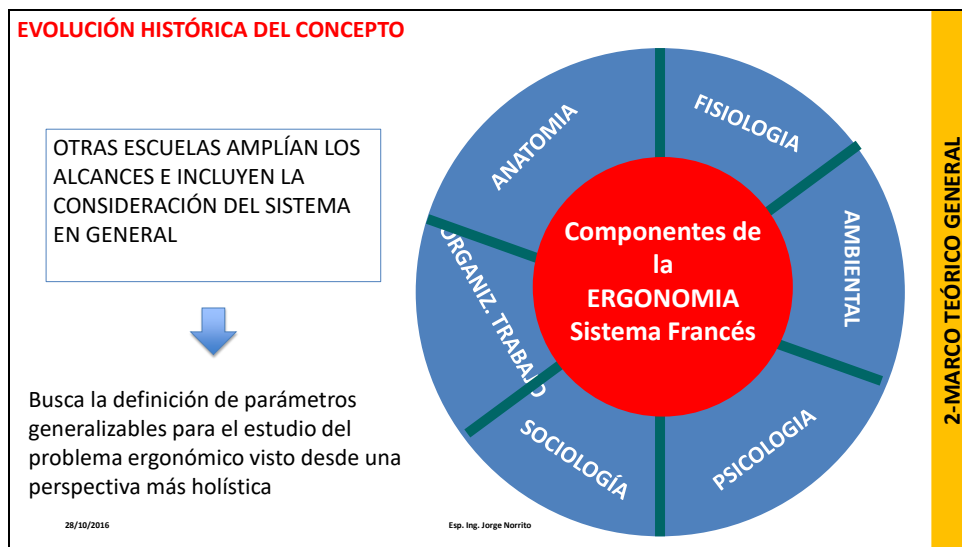 EVOLUCIÓN HISTÓRICA DEL CONCEPTO
OTRAS ESCUELAS AMPLÍAN LOS
ALCANCES E INCLUYEN LA
CONSIDERACIÓN DEL SISTEMA
EN GENERAL
Busca la definición de parámetros
generalizables para el estudio del
problema ergonómico visto desde una
perspectiva más holística
ANATOMIA
FISIOLOGIA
AMBIENTAL
PSICOLOGIA
SOCIOLOGÍA
ORGANIZ. TRABAJO
Componentes de
la
ERGONOMIA
Sistema Francés
2-MARCO TEÓRICO GENERAL
28/10/2016
Esp. Ing. Jorge Norrito